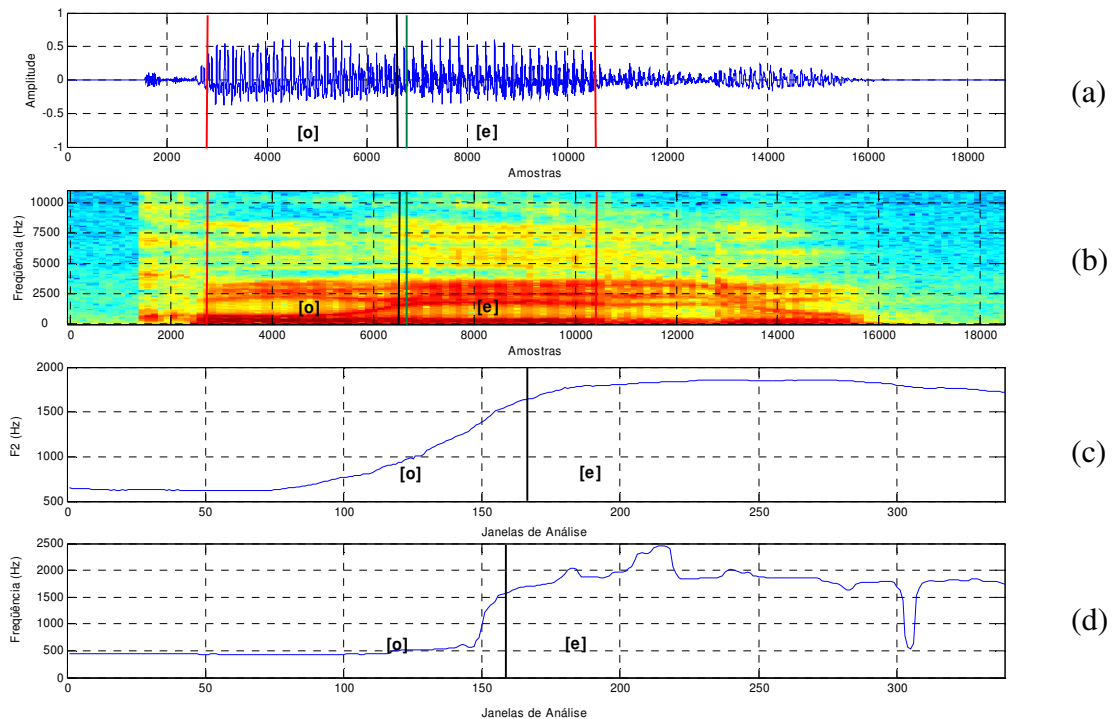 1
0.5
0
-0.5
-1
Amplitude
[o] [e]
0 2000 4000 6000 8000 10000 12000 14000 16000 18000
Amostras
(a)
10000
7500
5000
2500
0
Freqüência (Hz)
[o] [e]
0 2000 4000 6000 8000 10000 12000 14000 16000 18000
Amostras
(b)
2000
1500
1000
500
F2 (Hz)
[o] [e]
0 50 100 150 200 250 300
Janelas de Análise
(c)
2500
2000
1500
1000
500
0
Freqüência (Hz)
[o] [e]
0 50 100 150 200 250 300
Janelas de Análise
(d)